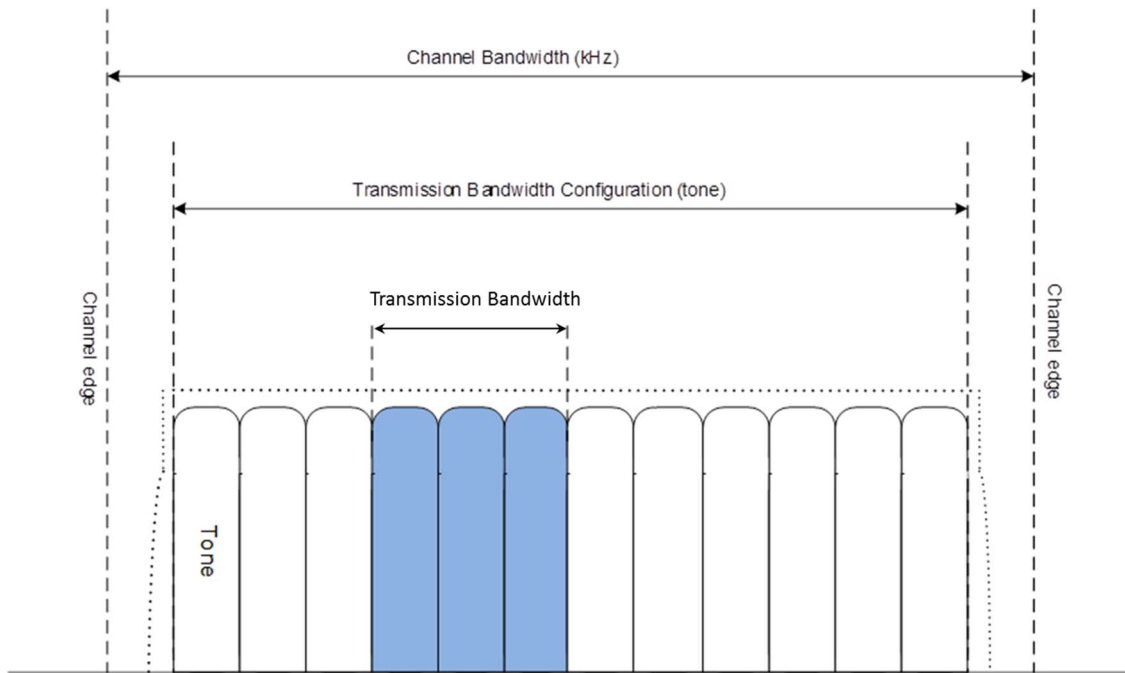 Channel Bandwidth (kHz)
Transmission Bandwidth Configuration (tone)
Transmission Bandwidth
Channel edge
Channel edge
Tone